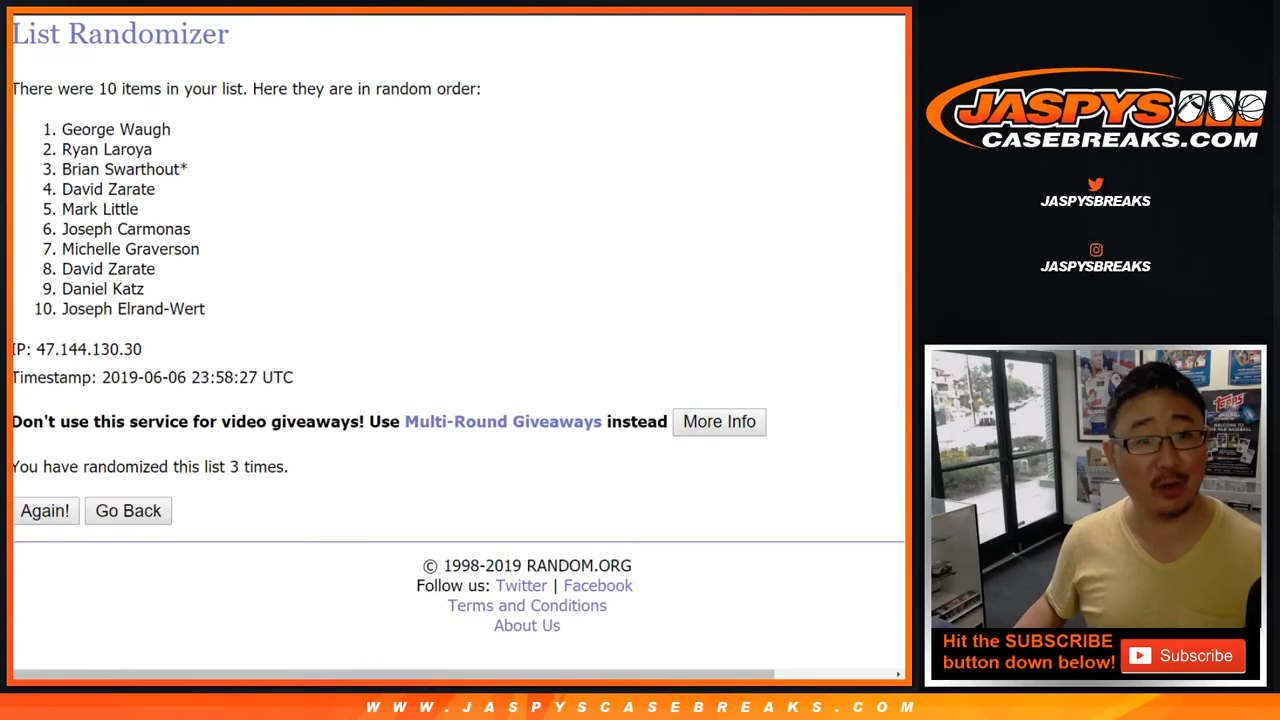 List Randomizer
There were 10 items in your list. Here they are in random order:
1. George Waugh
2. Ryan Laroya
3. Brian Swarthout*
4. David Zarate
5. Mark Little
6. Joseph Carmonas
7. Michelle Graverson
8. David Zarate
9. Daniel Katz
10. Joseph Elrand-Wert
IP: 47.144.130.30
Timestamp: 2019-06-06 23:58:27 UTC
Don't use this service for video giveaways! Use Multi-Round Giveaways instead More Info
You have randomized this list 3 times.
Again! Go Back
© 1998-2019 RANDOM.ORG
Follow us: Twitter | Facebook
Terms and Conditions
About Us
JASPYS
CASEBREAKS.COM
JASPYSBREAKS
JASPYSBREAKS
TOPPS
Hit the SUBSCRIBE
button down below!
Subscribe
WWW.JASPYSCASEBREAKS.COM